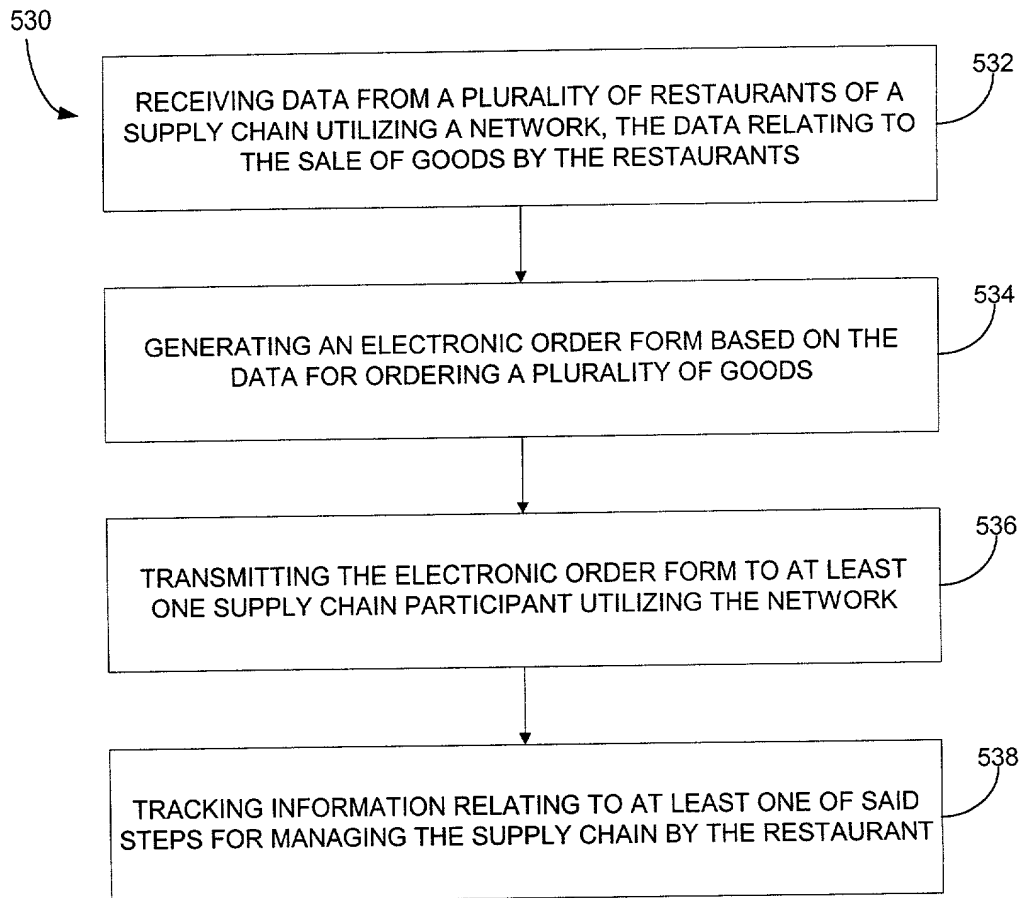 530
532
RECEIVING DATA FROM A PLURALITY OF RESTAURANTS OF A
SUPPLY CHAIN UTILIZING A NETWORK, THE DATA RELATING TO
THE SALE OF GOODS BY THE RESTAURANTS
534
GENERATING AN ELECTRONIC ORDER FORM BASED ON THE
DATA FOR ORDERING A PLURALITY OF GOODS
536
TRANSMITTING THE ELECTRONIC ORDER FORM TO AT LEAST
ONE SUPPLY CHAIN PARTICIPANT UTILIZING THE NETWORK
538
TRACKING INFORMATION RELATING TO AT LEAST ONE OF SAID
STEPS FOR MANAGING THE SUPPLY CHAIN BY THE RESTAURANT